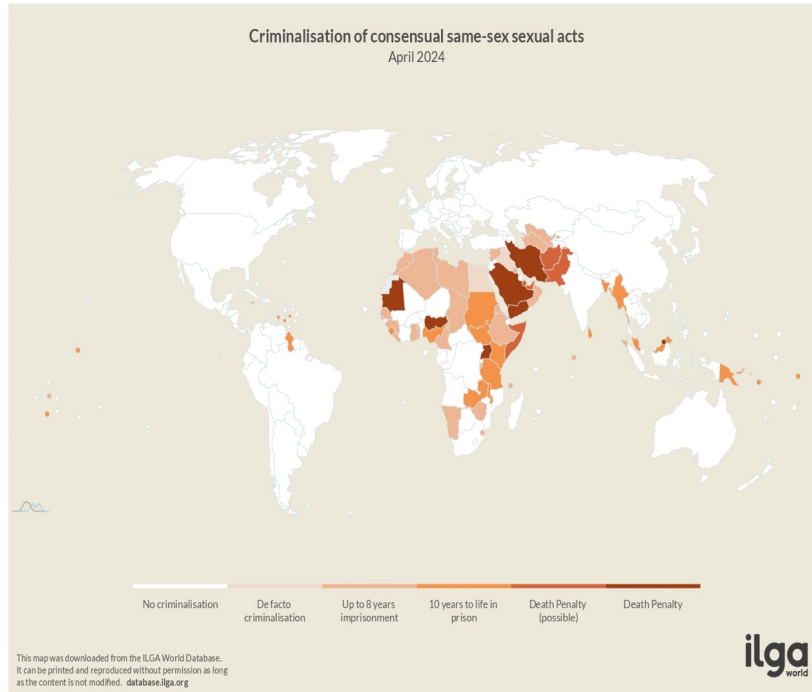 Criminalisation of consensual same-sex sexual acts
April 2024
No criminalisation
De facto
criminalisation
Up to 8 years
imprisonment
10 years to life in
prison
Death Penalty
(possible)
Death Penalty
This map was downloaded from the ILGA World Database.
It can be printed and reproduced without permission as long
as the content is not modified. database.ilga.org
ilga
world